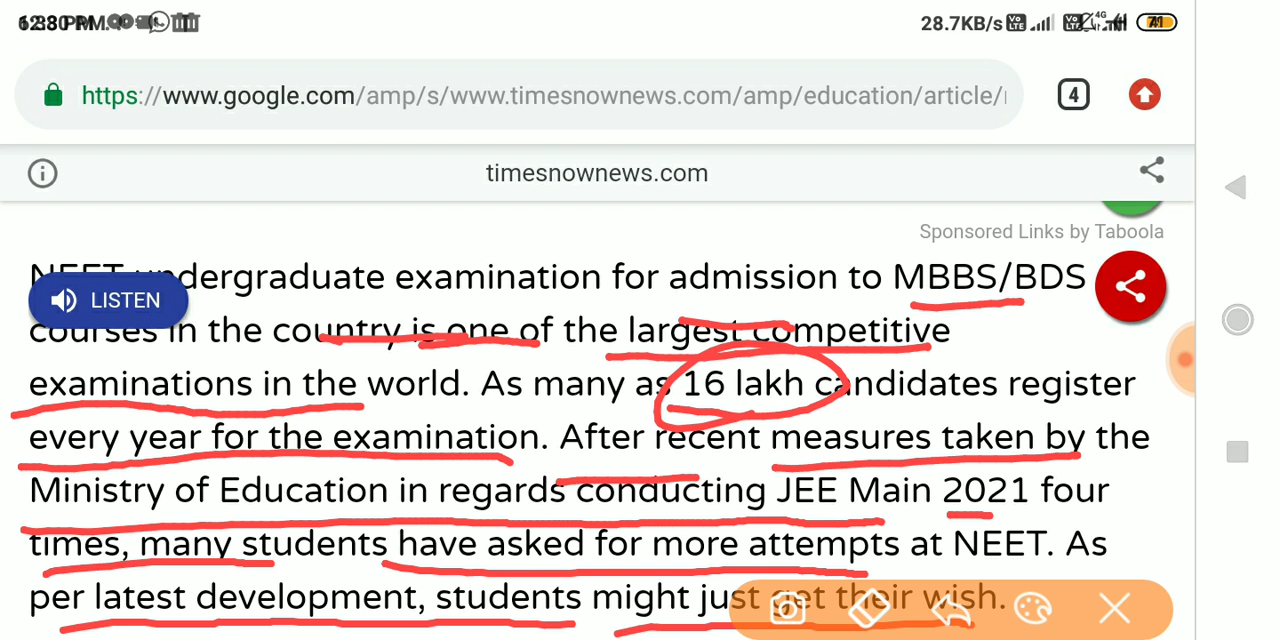 28.7KB/s
4G
71
https://www.google.com/amp/s/www.timesnownews.com/amp/education/article/
4
timesnownews.com
Sponsored Links by Taboola
NEET undergraduate examination for admission to MBBS/BDS
LISTEN
courses in the country is one of the largest competitive
examinations in the world. As many as 16 lakh candidates register
every year for the examination. After recent measures taken by the
Ministry of Education in regards conducting JEE Main 2021 four
times, many students have asked for more attempts at NEET. As
per latest development, students might just get their wish.